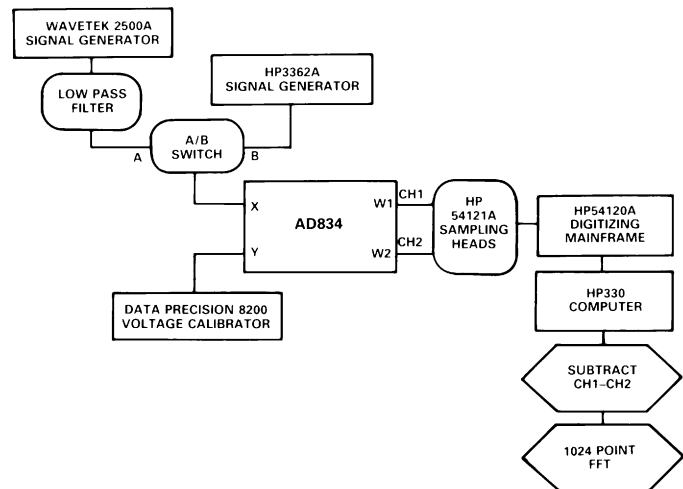 WAVETEK 2500A
SIGNAL GENERATOR
HP3362A
SIGNAL GENERATOR
LOW PASS
FILTER
A/B
SWITCH
A
B
X
Y
AD834
W1
W2
CH1
CH2
HP
54121A
SAMPLING
HEADS
HP54120A
DIGITIZING
MAINFRAME
DATA PRECISION 8200
VOLTAGE CALIBRATOR
HP330
COMPUTER
SUBTRACT
CH1–CH2
1024 POINT
FFT